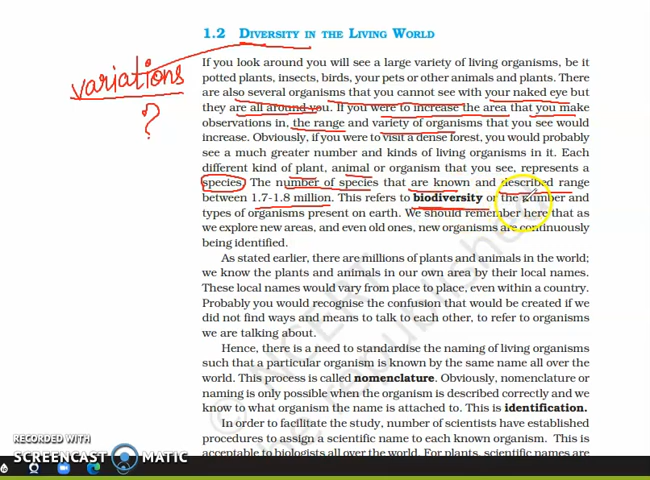 1.2 DIVERSITY IN THE LIVING WORLD
variations
?
If you look around you will see a large variety of living organisms, be it
potted plants, insects, birds, your pets or other animals and plants. There
are also several organisms that you cannot see with your naked eye but
they are all around you. If you were to increase the area that you make
observations in, the range and variety of organisms that you see would
increase. Obviously, if you were to visit a dense forest, you would probably
see a much greater number and kinds of living organisms in it. Each
different kind of plant, animal or organism that you see, represents a
species. The number of species that are known and described range
between 1.7-1.8 million. This refers to biodiversity or the number and
types of organisms present on earth. We should remember here that as
we explore new areas, and even old ones, new organisms are continuously
being identified.
As stated earlier, there are millions of plants and animals in the world;
we know the plants and animals in our own area by their local names.
These local names would vary from place to place, even within a country.
Probably you would recognise the confusion that would be created if we
did not find ways and means to talk to each other, to refer to organisms
we are talking about.
Hence, there is a need to standardise the naming of living organisms
such that a particular organism is known by the same name all over the
world. This process is called nomenclature. Obviously, nomenclature or
naming is only possible when the organism is described correctly and we
know to what organism the name is attached to. This is identification.
In order to facilitate the study, number of scientists have established
procedures to assign a scientific name to each known organism. This is
acceptable to biologists all over the world. For plants, scientific names are
© NCERT
be republished
RECORDED WITH
SCREENCAST MATIC